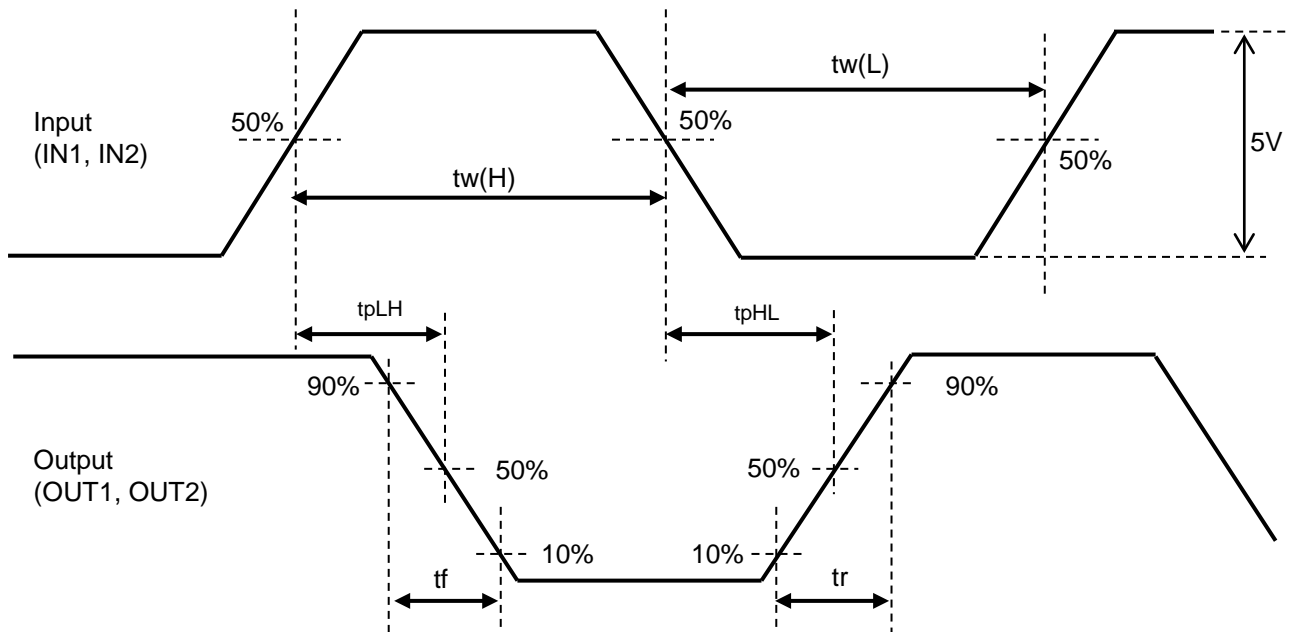 tw(L)
Input
(IN1, IN2)
50%
50%
50%
5V
tw(H)
tpLH
tpHL
90%
90%
Output
(OUT1, OUT2)
50%
50%
10%
10%
tf
tr